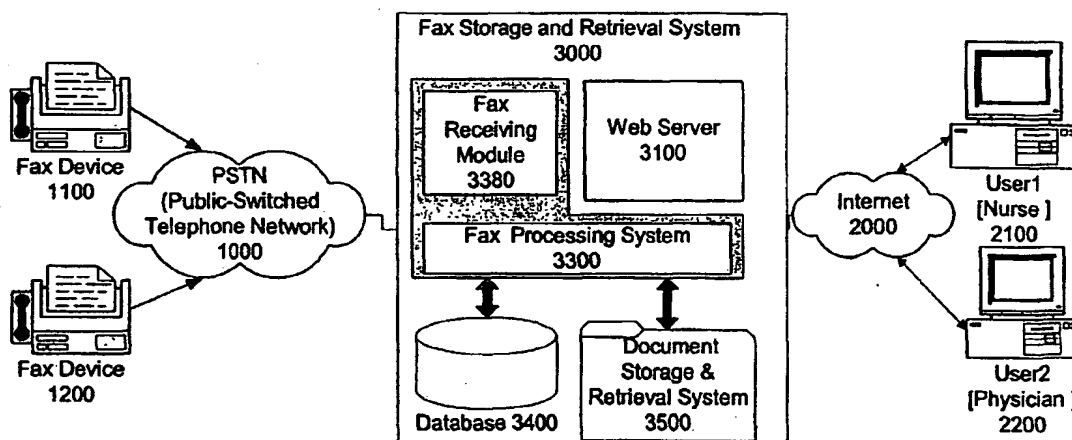 Fax Device
1100
Fax Device
1200
PSTN
(Public-Switched
Telephone Network)
1000
Fax Storage and Retrieval System
3000
Fax
Receiving
Module
3380
Web Server
3100
Fax Processing System
3300
Database 3400
Document
Storage &
Retrieval System
3500
Internet
2000
User1
[Nurse ]
2100
User2
[Physician ]
2200